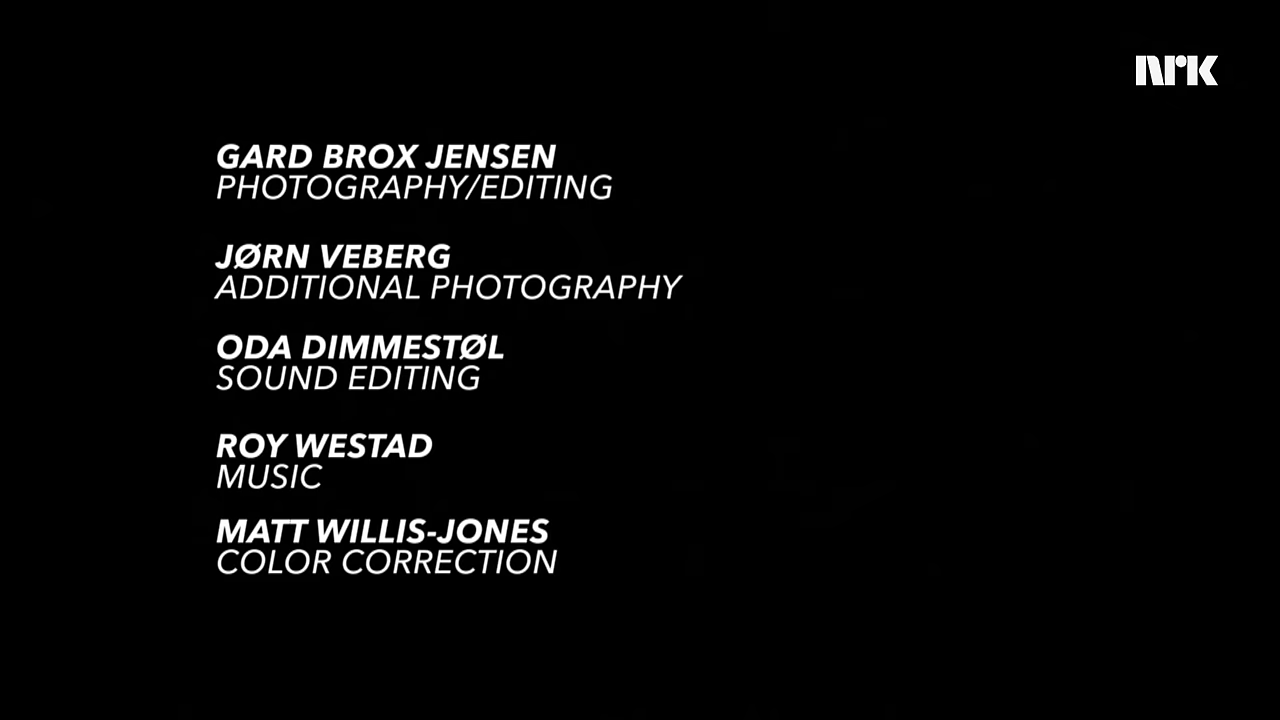 NRK
GARD BROX JENSEN
PHOTOGRAPHY/EDITING
JØRN VEBERG
ADDITIONAL PHOTOGRAPHY
ODA DIMMESTØL
SOUND EDITING
ROY WESTAD
MUSIC
MATT WILLIS-JONES
COLOR CORRECTION